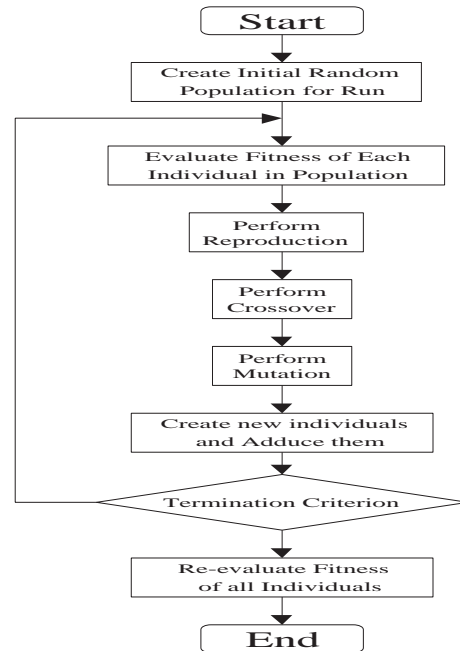 Start
Create Initial Random
Population for Run
Evaluate Fitness of Each
Individual in Population
Perform
Reproduction
Perform
Crossover
Perform
Mutation
Create new individuals
and Adduce them
Termination Criterion
Re-evaluate Fitness
of all Individuals
End